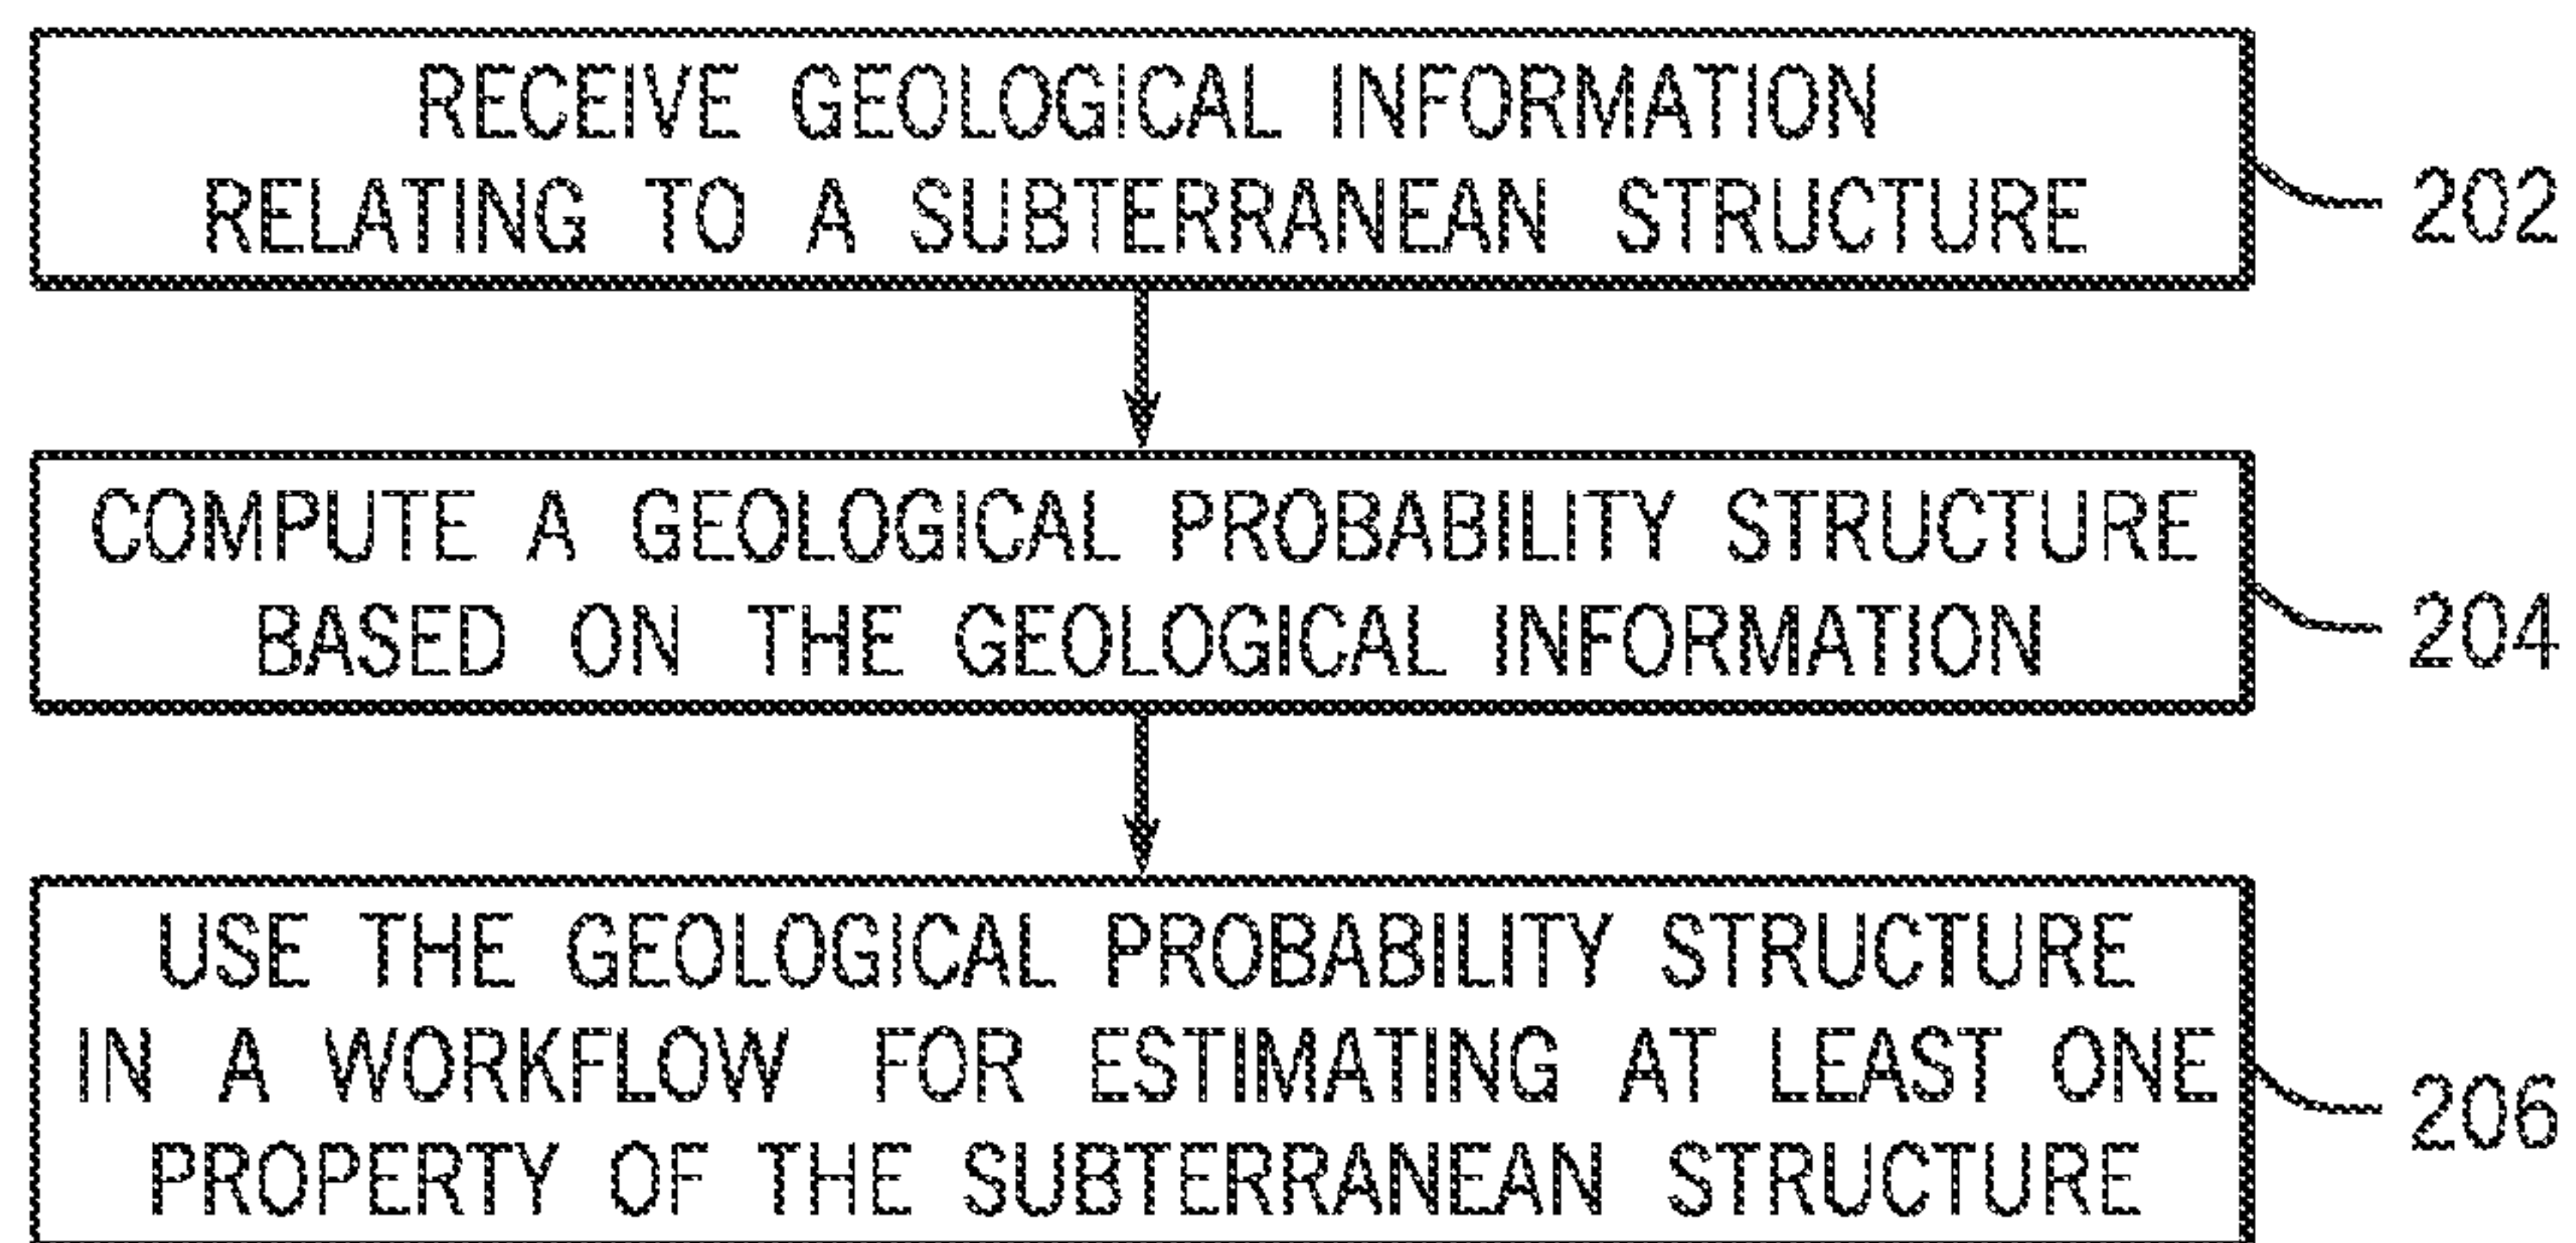 RECEIVE GEOLOGICAL INFORMATION
RELATING TO A SUBTERRANEAN STRUCTURE
202
COMPUTE A GEOLOGICAL PROBABILITY STRUCTURE
BASED ON THE GEOLOGICAL INFORMATION
204
USE THE GEOLOGICAL PROBABILITY STRUCTURE
IN A WORKFLOW FOR ESTIMATING AT LEAST ONE
PROPERTY OF THE SUBTERRANEAN STRUCTURE
206